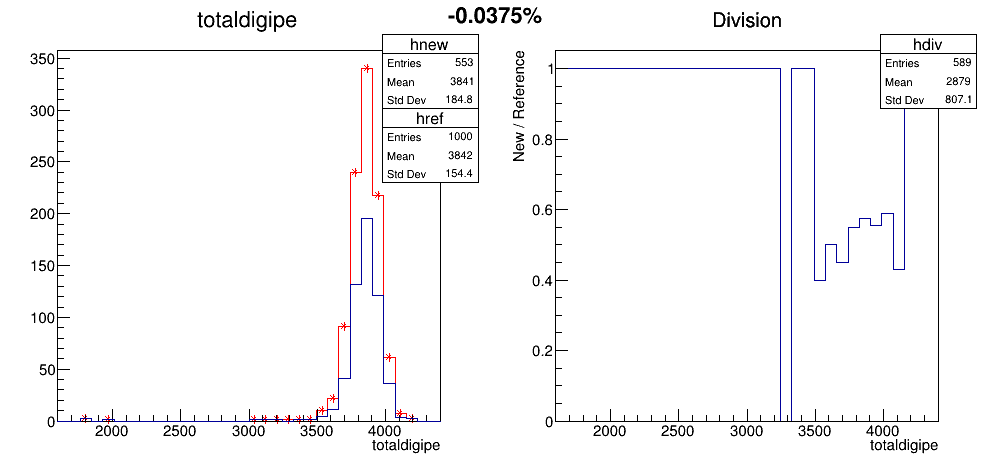 -0.0375%
totaldigipe
hnew
Entries 553
Mean 3841
Std Dev 184.8
href
Entries 1000
Mean 3842
Std Dev 154.4
350
300
250
200
150
100
50
0
2000 2500 3000 3500 4000
totaldigipe
Division
hdiv
Entries 589
Mean 2879
Std Dev 807.1
New / Reference
1
0.8
0.6
0.4
0.2
0
2000 2500 3000 3500 4000
totaldigipe